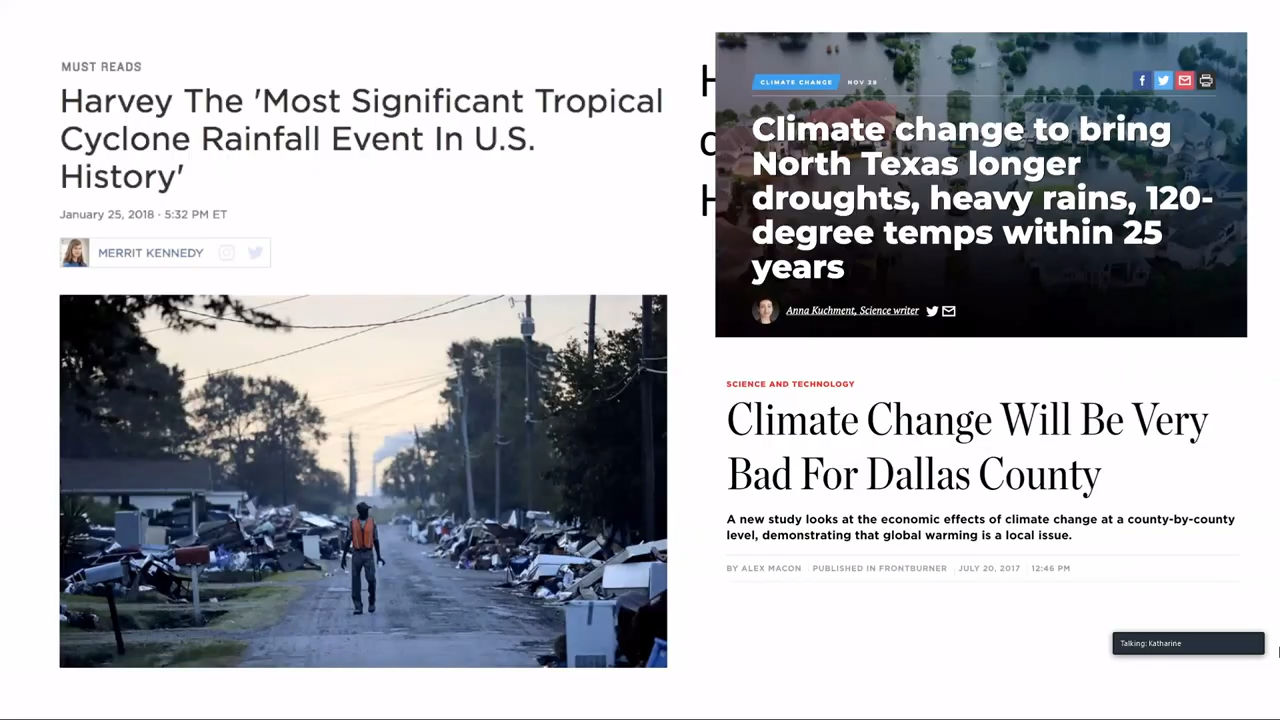 MUST READS
Harvey The 'Most Significant Tropical
Cyclone Rainfall Event In U.S.
History'
January 25, 2018 · 5:32 PM ET
MERRIT KENNEDY
CLIMATE CHANGE NOV 28
Climate change to bring
North Texas longer
droughts, heavy rains, 120-
degree temps within 25
years
Anna Kuchment, Science writer
SCIENCE AND TECHNOLOGY
Climate Change Will Be Very
Bad For Dallas County
A new study looks at the economic effects of climate change at a county-by-county
level, demonstrating that global warming is a local issue.
BY ALEX MACON PUBLISHED IN FRONTBURNER JULY 20, 2017 12:46 PM
Talking: Katharine